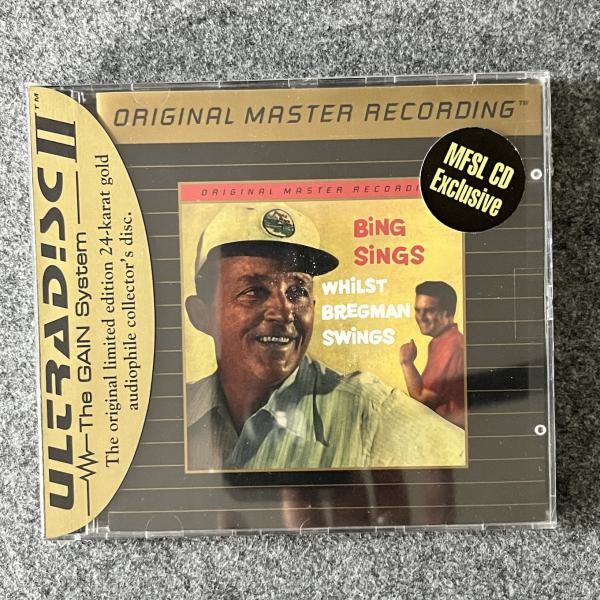 ORIGINAL MASTER RECORDING™
MFSL CD
Exclusive
ULTRADISC II™
The GAIN System
The original limited edition 24-karat gold
audiophile collector's disc.
ORIGINAL MASTER RECORDI
BiNG
SiNGS
WHiLST
BREGMAN
SWiNGS